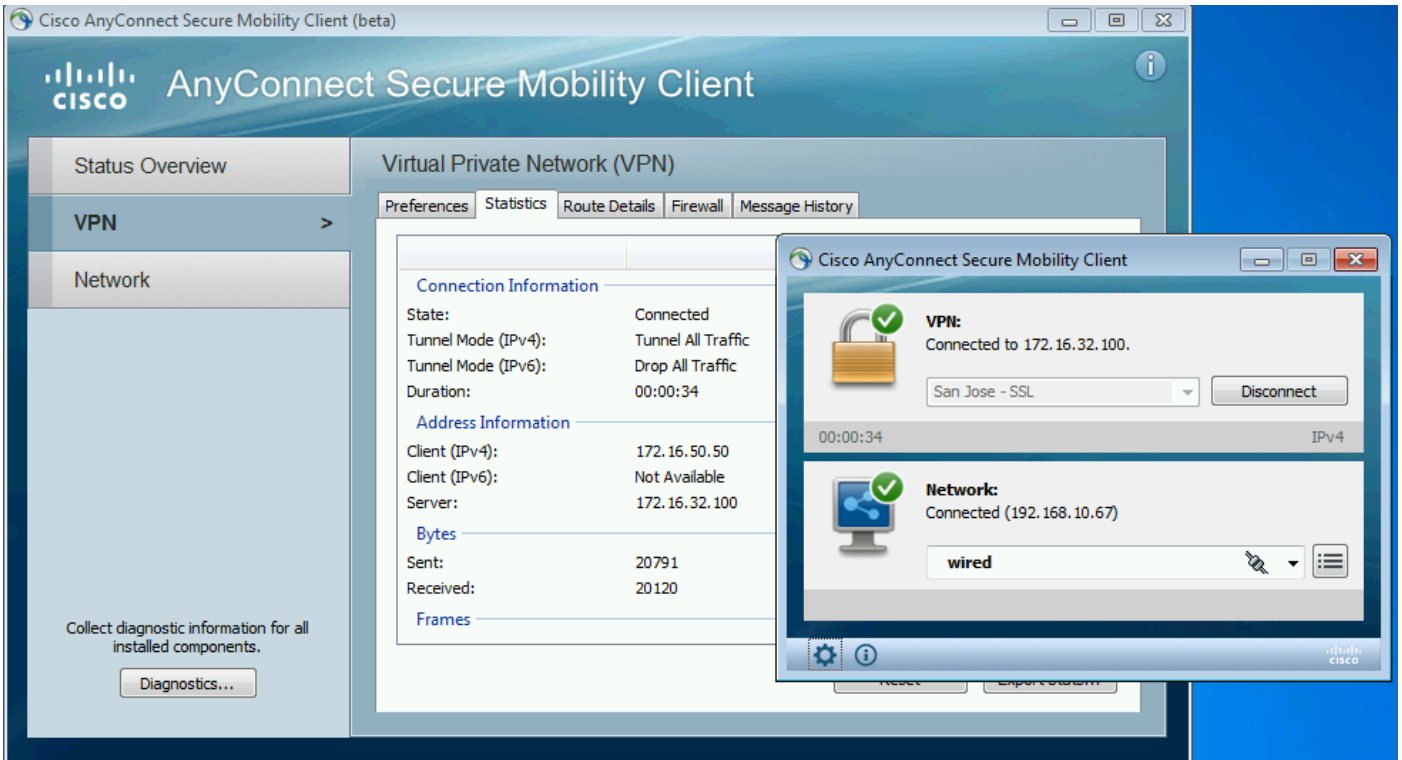 Cisco AnyConnect Secure Mobility Client (beta)
CISCO
AnyConnect Secure Mobility Client
Status Overview
VPN >
Network
Collect diagnostic information for all
installed components.
Diagnostics...
Virtual Private Network (VPN)
Preferences Statistics Route Details Firewall Message History
Connection Information
State: Connected
Tunnel Mode (IPv4): Tunnel All Traffic
Tunnel Mode (IPv6): Drop All Traffic
Duration: 00:00:34
Address Information
Client (IPv4): 172.16.50.50
Client (IPv6): Not Available
Server: 172.16.32.100
Bytes
Sent: 20791
Received: 20120
Frames
Cisco AnyConnect Secure Mobility Client
VPN:
Connected to 172.16.32.100.
San Jose - SSL Disconnect
00:00:34 IPv4
Network:
Connected (192.168.10.67)
wired
CISCO